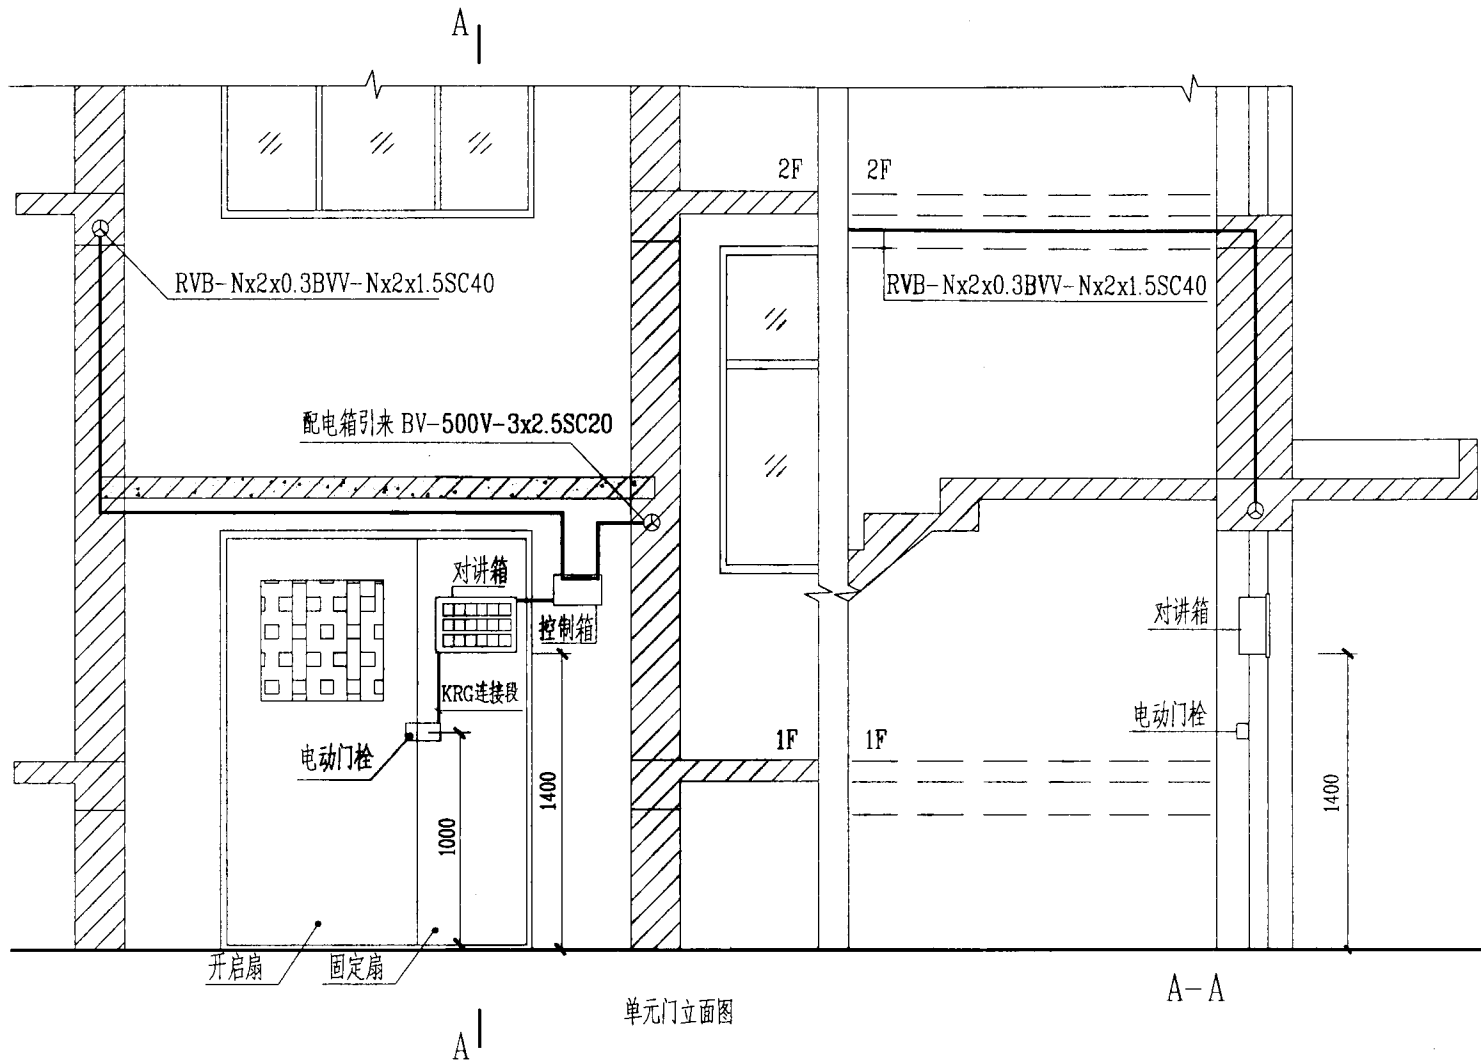 A
2F
2F
RVB-Nx2x0.3BVV-Nx2x1.5SC40
RVB-Nx2x0.3BVV-Nx2x1.5SC40
配电箱引来 BV-500V-3x2.5SC20
对讲箱
控制箱
对讲箱
KRG连接段
电动门栓
电动门栓
1F
1F
1400
1000
1400
开启扇
固定扇
A-A
单元门立面图
A